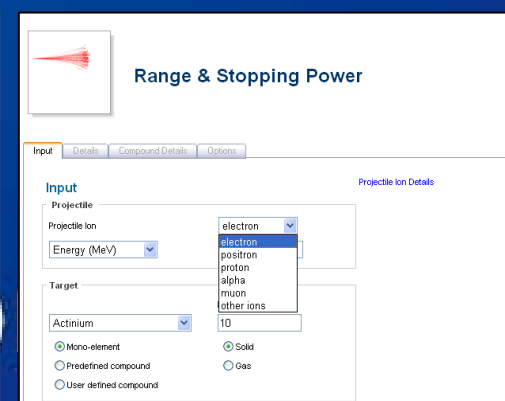 Range & Stopping Power
Input Details Compound Details Options
Input
Projectile Ion Details
Projectile
Projectile Ion electron
Energy (MeV) electron
positron
proton
alpha
muon
other ions
Target
Actinium 10
Mono-element Solid
Predefined compound Gas
User defined compound